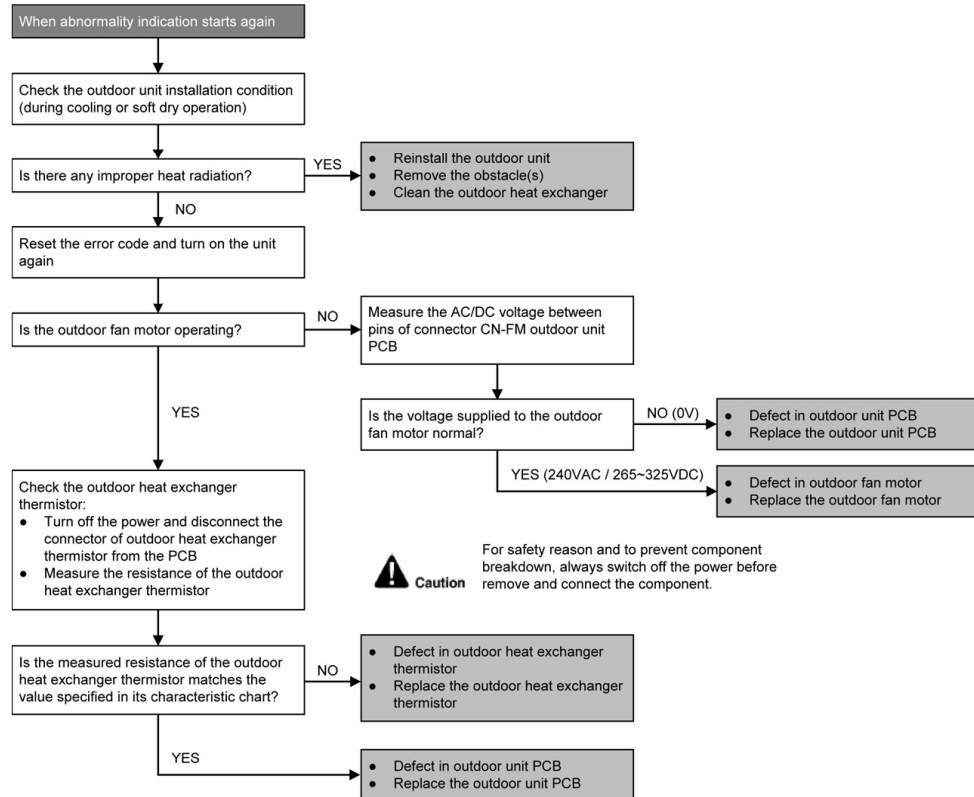 When abnormality indication starts again
Check the outdoor unit installation condition
(during cooling or soft dry operation)
Is there any improper heat radiation?
YES
● Reinstall the outdoor unit
● Remove the obstacle(s)
● Clean the outdoor heat exchanger
NO
Reset the error code and turn on the unit
again
Is the outdoor fan motor operating?
NO
Measure the AC/DC voltage between
pins of connector CN-FM outdoor unit
PCB
YES
Is the voltage supplied to the outdoor
fan motor normal?
NO (0V)
● Defect in outdoor unit PCB
● Replace the outdoor unit PCB
YES (240VAC / 265~325VDC)
● Defect in outdoor fan motor
● Replace the outdoor fan motor
Check the outdoor heat exchanger
thermistor:
● Turn off the power and disconnect the
connector of outdoor heat exchanger
thermistor from the PCB
● Measure the resistance of the outdoor
heat exchanger thermistor
Caution
For safety reason and to prevent component
breakdown, always switch off the power before
remove and connect the component.
Is the measured resistance of the outdoor
heat exchanger thermistor matches the
value specified in its characteristic chart?
NO
● Defect in outdoor heat exchanger
thermistor
● Replace the outdoor heat exchanger
thermistor
YES
● Defect in outdoor unit PCB
● Replace the outdoor unit PCB